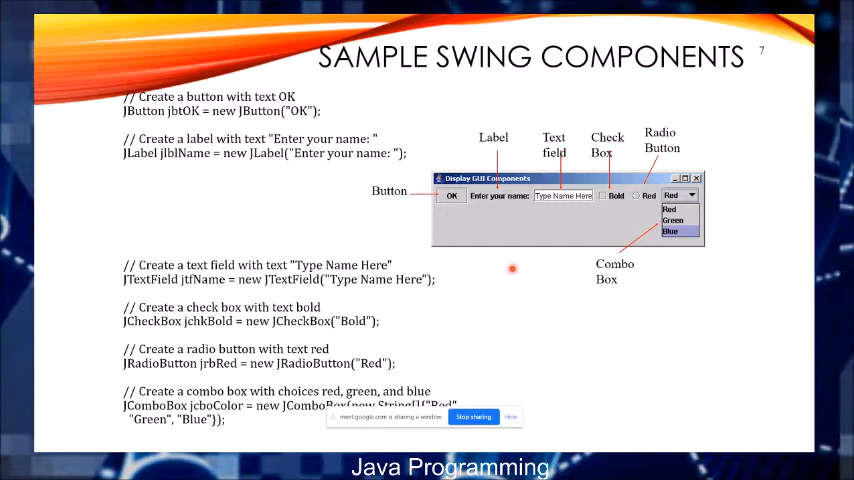 SAMPLE SWING COMPONENTS
7
// Create a button with text OK
JButton jbtOK = new JButton("OK");
// Create a label with text "Enter your name: "
JLabel jlblName = new JLabel("Enter your name: ");
Label
Text
field
Check
Box
Radio
Button
Button
Display GUI Components
OK
Enter your name:
Type Name Here
Bold
Red
Red
Red
Green
Blue
Combo
Box
// Create a text field with text "Type Name Here"
JTextField jtfName = new JTextField("Type Name Here");
// Create a check box with text bold
JCheckBox jchkBold = new JCheckBox("Bold");
// Create a radio button with text red
JRadioButton jrbRed = new JRadioButton("Red");
// Create a combo box with choices red, green, and blue
JComboBox jcboColor = new JComboBox(new String[]{"Red",
"Green", "Blue"});
meet.google.com is sharing a window.
Stop sharing
Hide
Java Programming